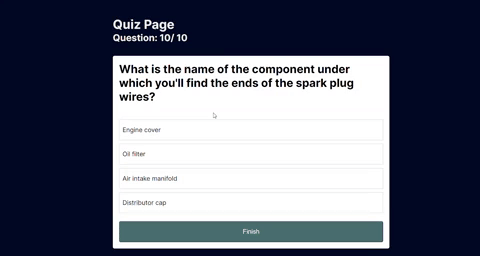 Quiz Page
Question: 10/ 10
What is the name of the component under
which you'll find the ends of the spark plug
wires?
Engine cover
Oil filter
Air intake manifold
Distributor cap
Finish